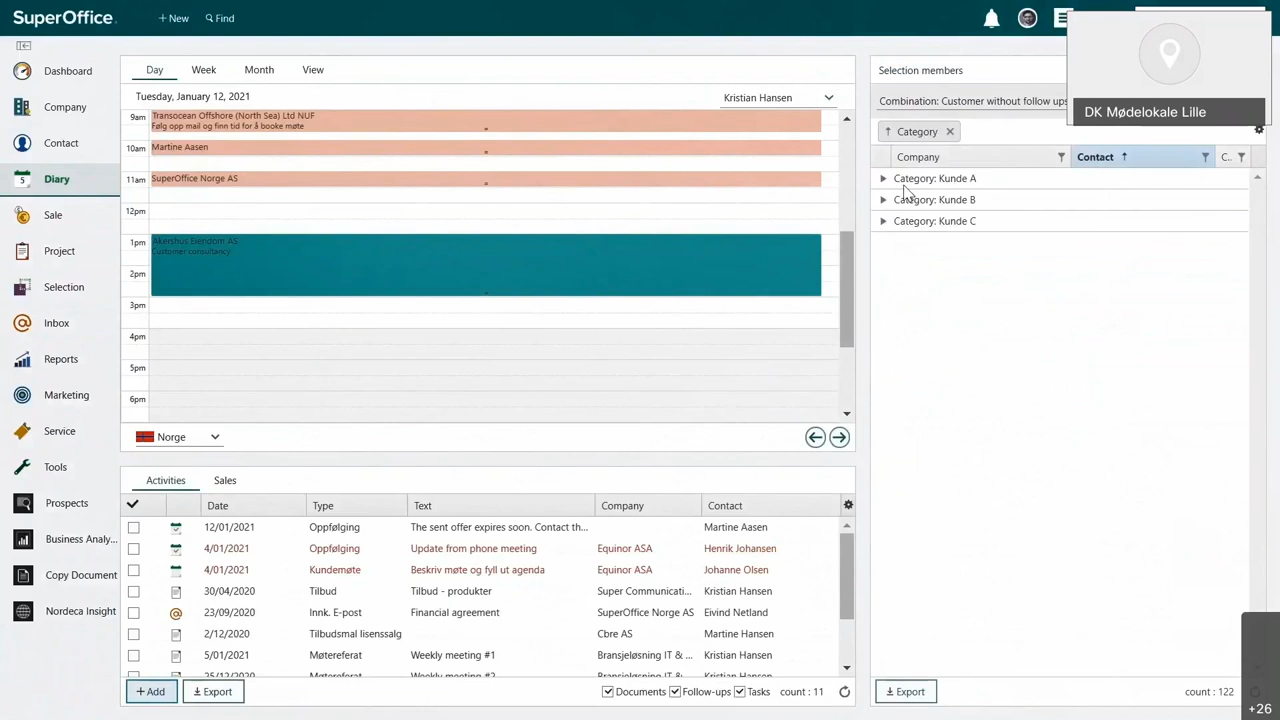 SuperOffice.
+ New
Find
Dashboard
Company
Contact
5
Diary
Sale
Project
Selection
Inbox
Reports
Marketing
Service
Tools
Prospects
Business Analy...
Copy Document
Nordeca Insight
Day Week Month View
Tuesday, January 12, 2021
Kristian Hansen
9am
Transocean Offshore (North Sea) Ltd NUF
Følg opp mail og finn tid for å booke møte
10am
Martine Aasen
11am
SuperOffice Norge AS
12pm
1pm
Akershus Eiendom AS
Customer consultancy
2pm
3pm
4pm
5pm
6pm
Norge
Activities Sales
Date Type Text Company Contact
12/01/2021 Oppfølging The sent offer expires soon. Contact th... Martine Aasen
4/01/2021 Oppfølging Update from phone meeting Equinor ASA Henrik Johansen
4/01/2021 Kundemøte Beskriv møte og fyll ut agenda Equinor ASA Johanne Olsen
30/04/2020 Tilbud Tilbud - produkter Super Communicati... Kristian Hansen
23/09/2020 Innk. E-post Financial agreement SuperOffice Norge AS Eivind Netland
2/12/2020 Tilbudsmal lisenssalg Cbre AS Martine Hansen
5/01/2021 Møtereferat Weekly meeting #1 Bransjeløsning IT & ... Kristian Hansen
25/12/2020 Møtereferat Weekly meeting #2 Bransjeløsning IT & ... Kristian Hansen
+ Add
Export
Documents Follow-ups Tasks count : 11
Selection members
Combination: Customer without follow ups
DK Mødelokale Lille
Category
Company Contact C..
Category: Kunde A
Category: Kunde B
Category: Kunde C
Export
count : 122
+26